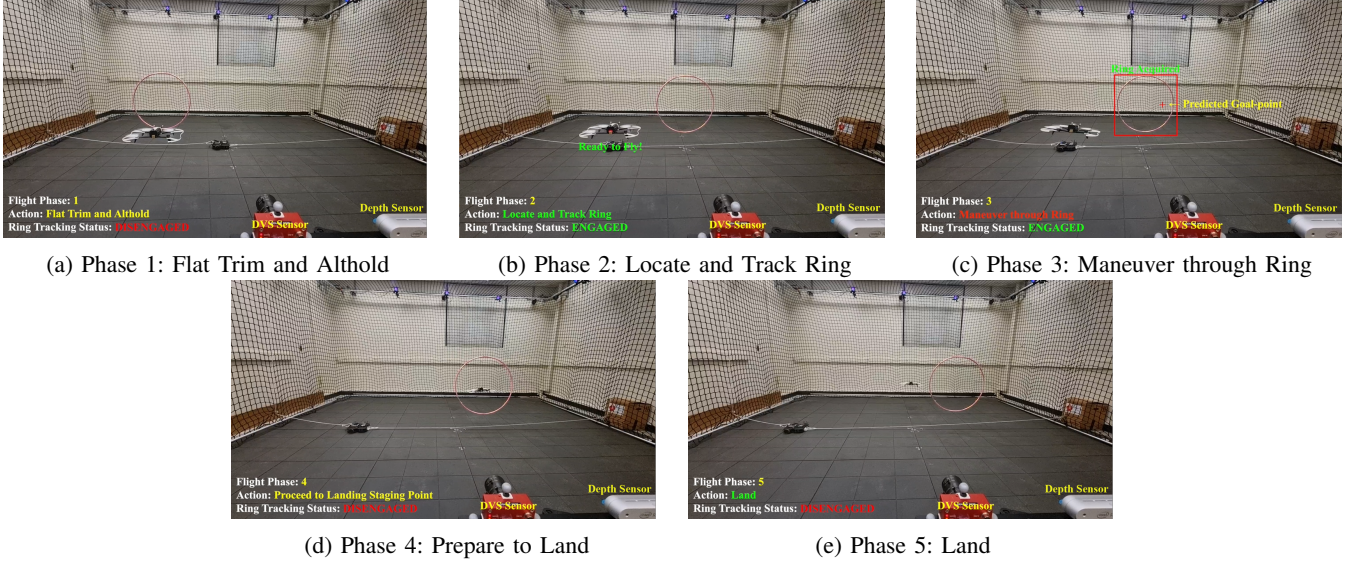 Flight Phase: 1
Action: Flat Trim and Althold
Ring Tracking Status: DISENGAGED
DVS Sensor
Depth Sensor
(a) Phase 1: Flat Trim and Althold
Ready to Fly!
Flight Phase: 2
Action: Locate and Track Ring
Ring Tracking Status: ENGAGED
DVS Sensor
Depth Sensor
(b) Phase 2: Locate and Track Ring
← Predicted Goal-point
Flight Phase: 3
Action: Maneuver through Ring
Ring Tracking Status: ENGAGED
DVS Sensor
Depth Sensor
(c) Phase 3: Maneuver through Ring
Flight Phase: 4
Action: Proceed to Landing Staging Point
Ring Tracking Status: DISENGAGED
DVS Sensor
Depth Sensor
(d) Phase 4: Prepare to Land
Flight Phase: 5
Action: Land
Ring Tracking Status: DISENGAGED
DVS Sensor
Depth Sensor
(e) Phase 5: Land